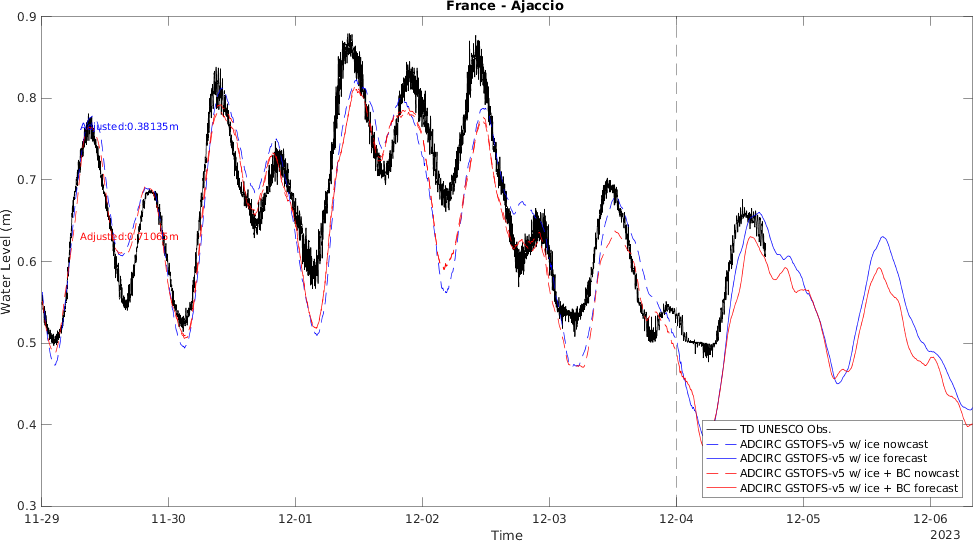 France - Ajaccio
0.9
0.8
0.7
0.6
0.5
0.4
0.3
Water Level (m)
Adjusted:0.38135m
Adjusted:0.71065m
TD UNESCO Obs.
ADCIRC GSTOFS-v5 w/ ice nowcast
ADCIRC GSTOFS-v5 w/ ice forecast
ADCIRC GSTOFS-v5 w/ ice + BC nowcast
ADCIRC GSTOFS-v5 w/ ice + BC forecast
11-29 11-30 12-01 12-02 12-03 12-04 12-05 12-06
Time
2023